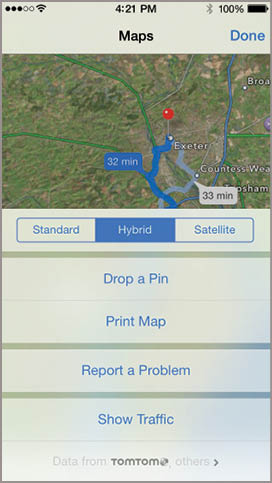 4:21 PM 100%
Maps Done
Broa
Exeter
32 min
Countess Wea
Topsham
33 min
Standard Hybrid Satellite
Drop a Pin
Print Map
Report a Problem
Show Traffic
Data from TOMTOM, others >